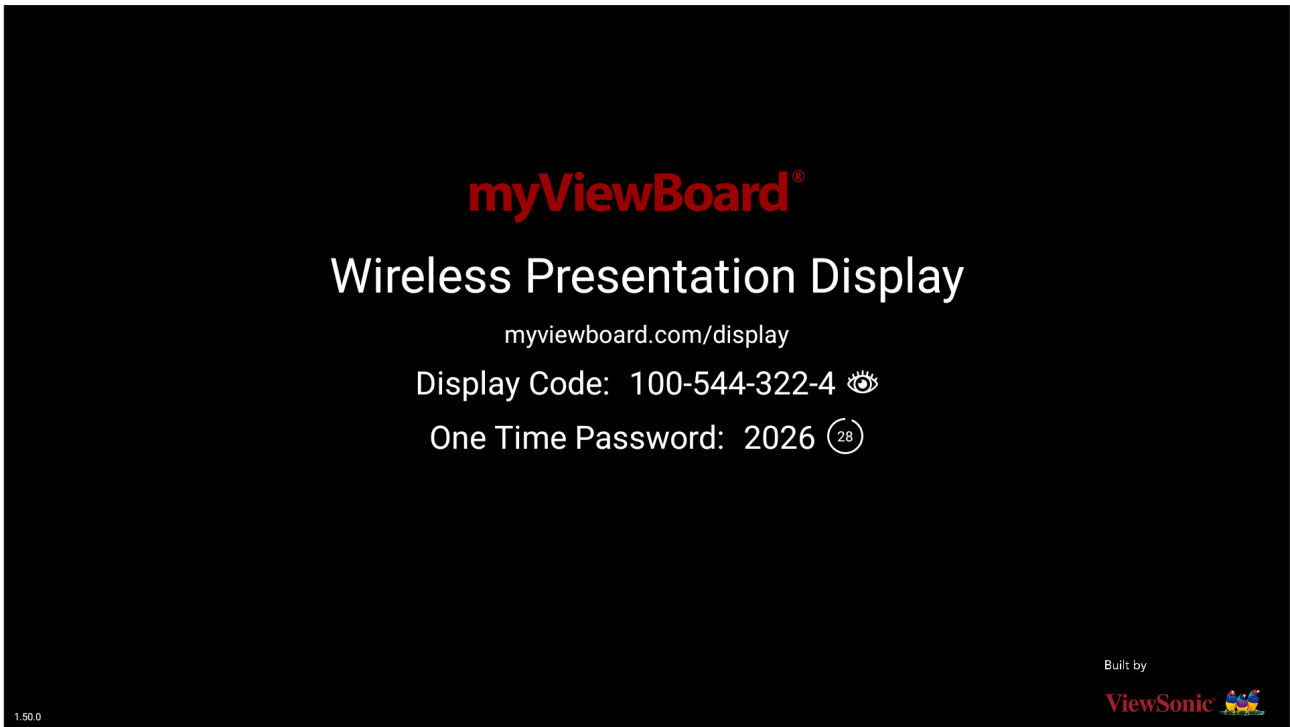 myViewBoard®
Wireless Presentation Display
myviewboard.com/display
Display Code: 100-544-322-4
One Time Password: 2026 28
Built by
ViewSonic
1.50.0